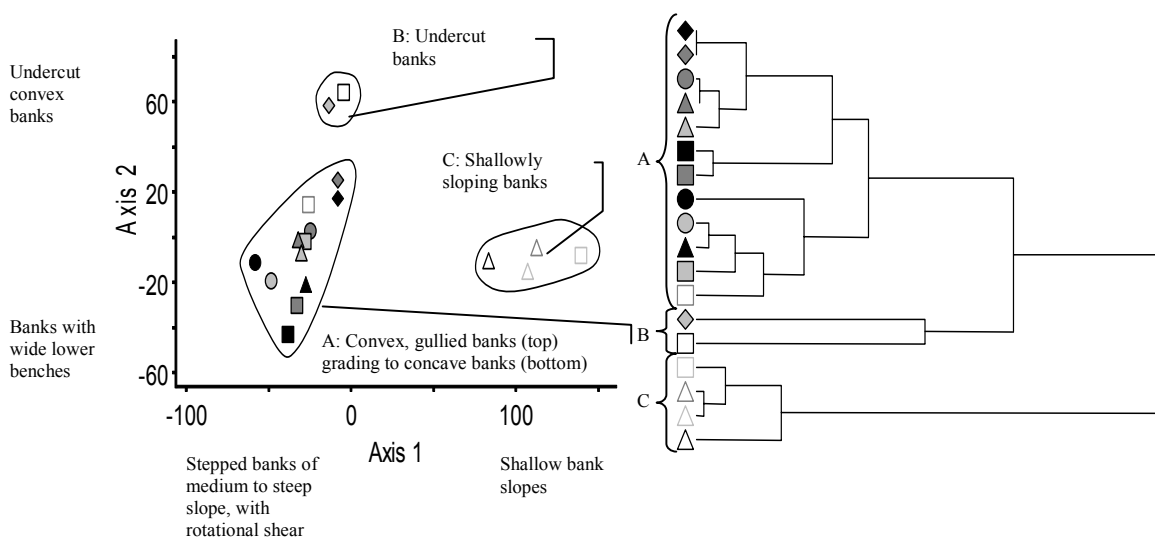 Undercut
convex
banks
Banks with
wide lower
benches
Axis 2
60
20
-20
-60
-100
0
100
Axis 1
Stepped banks of
medium to steep
slope, with
rotational shear
Shallow bank
slopes
B: Undercut
banks
C: Shallowly
sloping banks
A: Convex, gullied banks (top)
grading to concave banks (bottom)
A
B
C